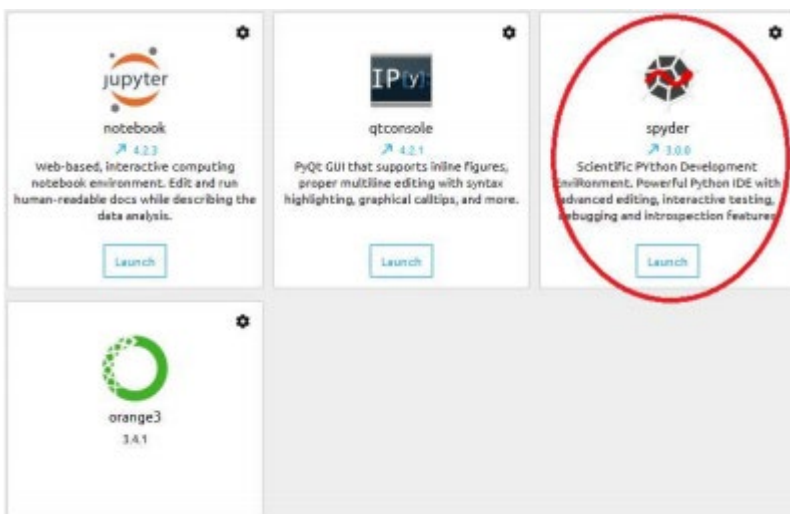 jupyter
notebook
4.2.3
Web-based, interactive computing
notebook environment. Edit and run
human-readable docs while describing the
data analysis.
Launch
IP[y]:
qtconsole
4.2.1
PyQt GUI that supports inline figures,
proper multiline editing with syntax
highlighting, graphical calltips, and more.
Launch
spyder
3.0.0
Scientific PYthon Development
EnviRonment. Powerful Python IDE with
advanced editing, interactive testing,
debugging and introspection features
Launch
orange3
3.4.1